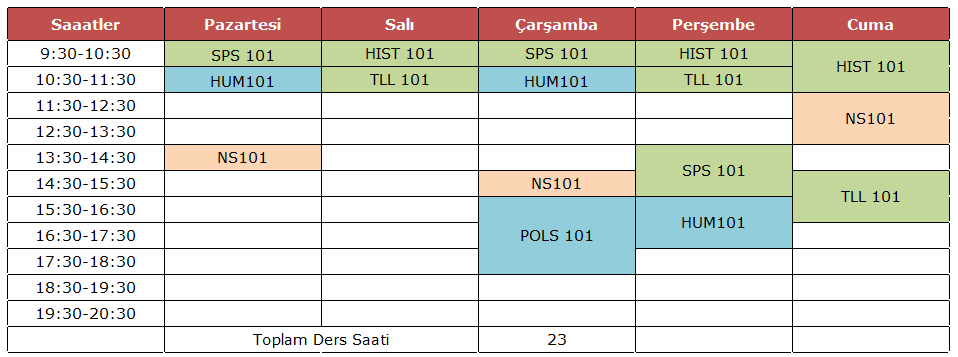 Saaatler Pazartesi Salı Çarşamba Perşembe Cuma
9:30-10:30 SPS 101 HIST 101 SPS 101 HIST 101 HIST 101
10:30-11:30 HUM101 TLL 101 HUM101 TLL 101
11:30-12:30 NS101
12:30-13:30
13:30-14:30 NS101 SPS 101
14:30-15:30 NS101 TLL 101
15:30-16:30 POLS 101 HUM101
16:30-17:30
17:30-18:30
18:30-19:30
19:30-20:30
Toplam Ders Saati 23